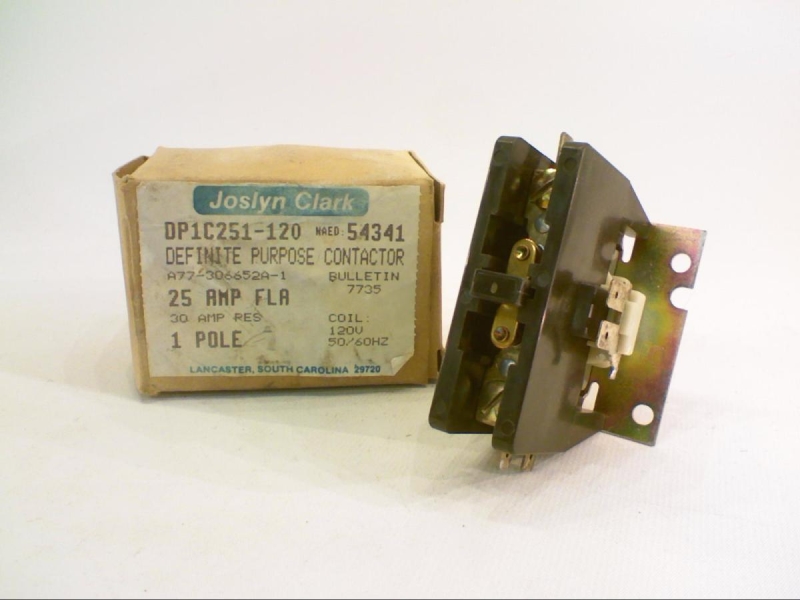 Joslyn Clark
DP1C251-120 NAED: 54341
DEFINITE PURPOSE CONTACTOR
A77-306652A-1 BULLETIN
7735
25 AMP FLA
30 AMP RES COIL:
120V
1 POLE 50/60HZ
LANCASTER, SOUTH CAROLINA 29720